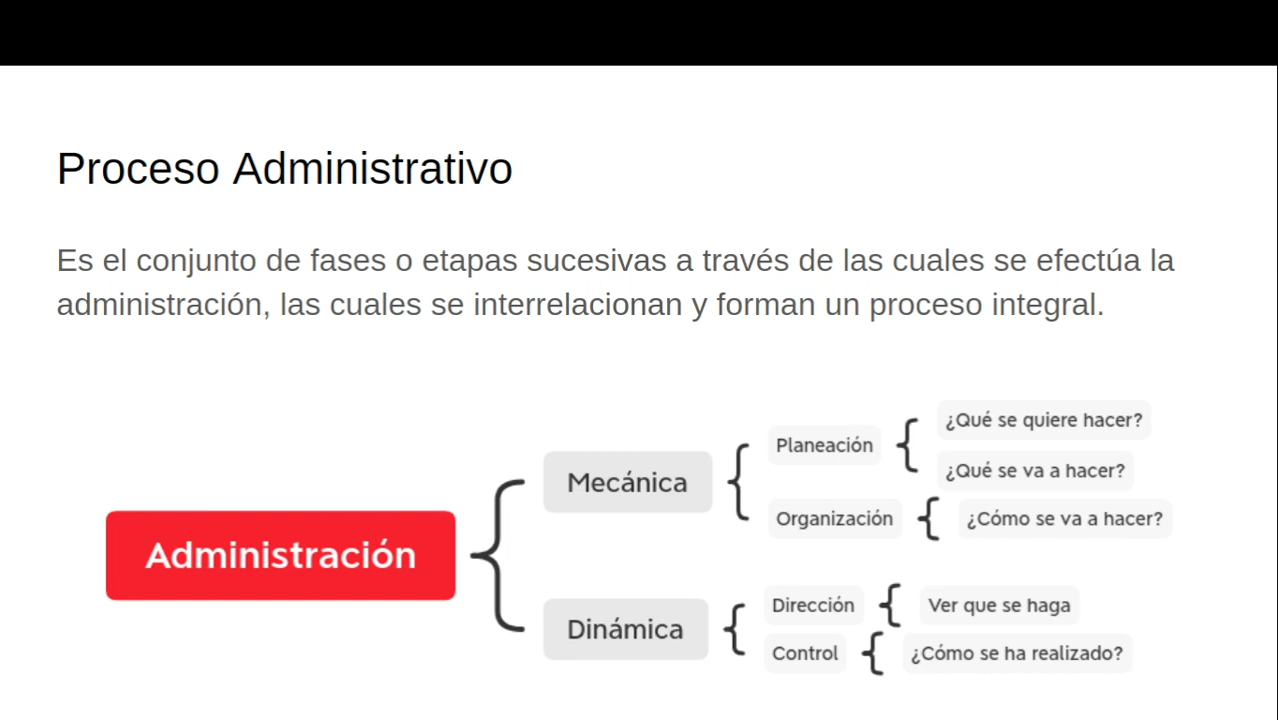 Proceso Administrativo
Es el conjunto de fases o etapas sucesivas a través de las cuales se efectúa la
administración, las cuales se interrelacionan y forman un proceso integral.
Administración
Mecánica
Planeación
¿Qué se quiere hacer?
¿Qué se va a hacer?
Organización
¿Cómo se va a hacer?
Dinámica
Dirección
Ver que se haga
Control
¿Cómo se ha realizado?